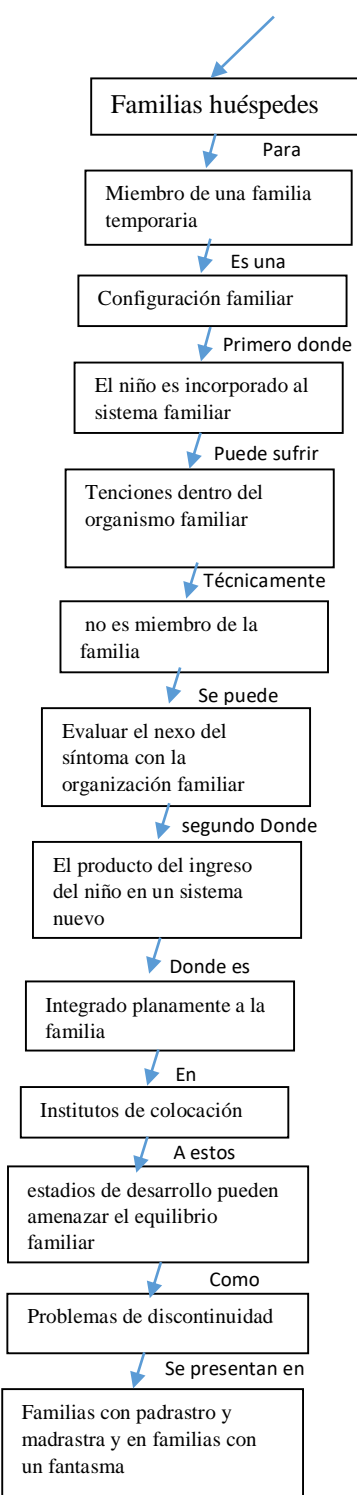 Familias huéspedes
Para
Miembro de una familia
temporaria
Es una
Configuración familiar
Primero donde
El niño es incorporado al
sistema familiar
Puede sufrir
Tenciones dentro del
organismo familiar
Técnicamente
no es miembro de la
familia
Se puede
Evaluar el nexo del
síntoma con la
organización familiar
segundo Donde
El producto del ingreso
del niño en un sistema
nuevo
Donde es
Integrado planamente a la
familia
En
Institutos de colocación
A estos
estadios de desarrollo pueden
amenazar el equilibrio
familiar
Como
Problemas de discontinuidad
Se presentan en
Familias con padrastro y
madrastra y en familias con
un fantasma